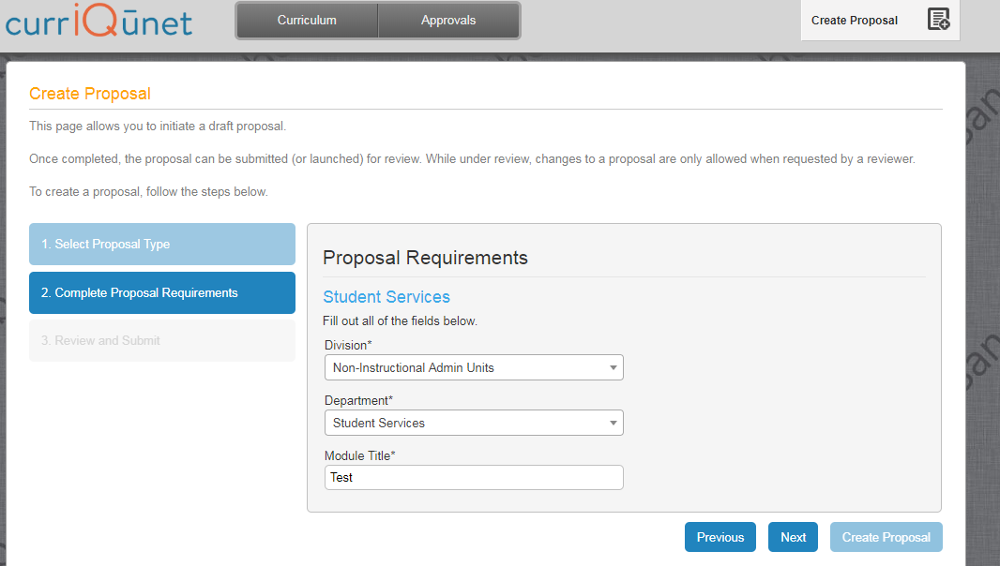 currIQūnet
Curriculum
Approvals
Create Proposal
Create Proposal
This page allows you to initiate a draft proposal.
Once completed, the proposal can be submitted (or launched) for review. While under review, changes to a proposal are only allowed when requested by a reviewer.
To create a proposal, follow the steps below.
1. Select Proposal Type
2. Complete Proposal Requirements
3. Review and Submit
Proposal Requirements
Student Services
Fill out all of the fields below.
Division*
Non-Instructional Admin Units
Department*
Student Services
Module Title*
Test
Previous
Next
Create Proposal